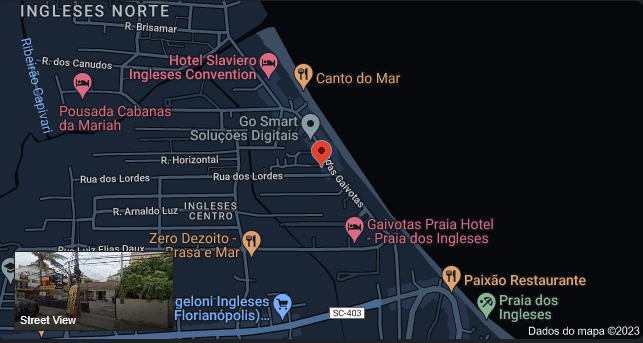 INGLESES NORTE
R. Brisamar
Ribeirão Capivari
R. dos Canudos
Hotel Slaviero
Ingleses Convention
Canto do Mar
Pousada Cabanas
da Mariah
Go Smart
Soluções Digitais
R. Horizontal
Rua dos Lordes
Rua dos Lordes
das Gaivotas
R. Arnaldo Luz
INGLESES
CENTRO
Gaivotas Praia Hotel
- Praia dos Ingleses
Zero Dezoito -
Brasa e Mar
Rua Luiz Elias Daux
Paixão Restaurante
geloni Ingleses
Florianópolis)...
SC-403
Praia dos
Ingleses
Street View
Dados do mapa ©2023